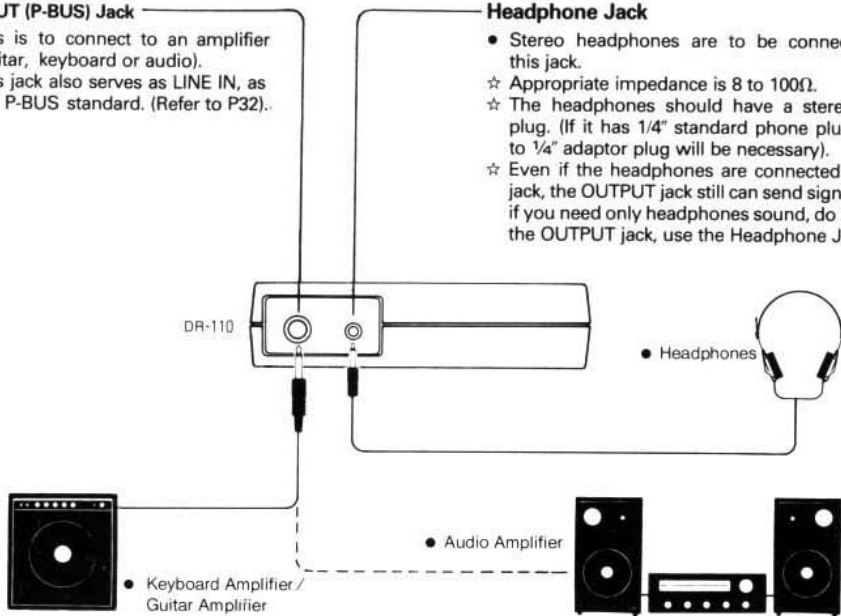 UT (P-BUS) Jack
s is to connect to an amplifier
itar, keyboard or audio).
s jack also serves as LINE IN, as
P-BUS standard. (Refer to P32).
Headphone Jack
● Stereo headphones are to be connec
this jack.
☆ Appropriate impedance is 8 to 100Ω.
☆ The headphones should have a stere
plug. (If it has 1/4" standard phone plu
to 1/4" adaptor plug will be necessary).
☆ Even if the headphones are connected
jack, the OUTPUT jack still can send sign
if you need only headphones sound, do
the OUTPUT jack, use the Headphone J
DR-110
● Headphones
● Audio Amplifier
● Keyboard Amplifier/
Guitar Amplifier